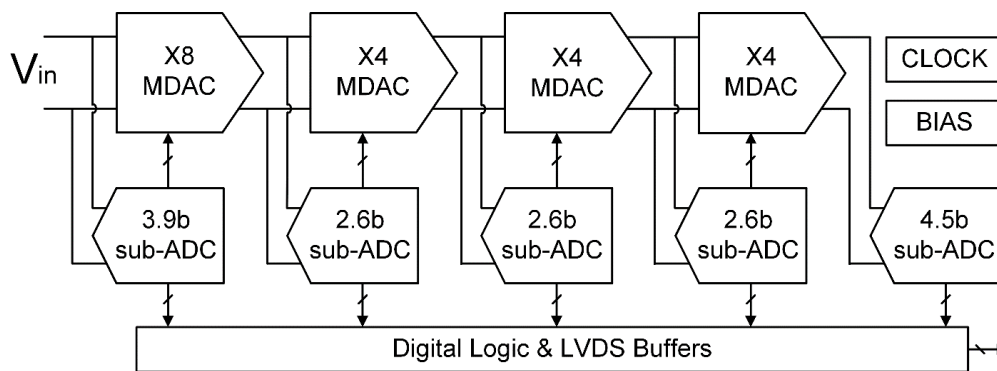 Vin
X8
MDAC
X4
MDAC
X4
MDAC
X4
MDAC
CLOCK
BIAS
3.9b
sub-ADC
2.6b
sub-ADC
2.6b
sub-ADC
2.6b
sub-ADC
4.5b
sub-ADC
Digital Logic & LVDS Buffers